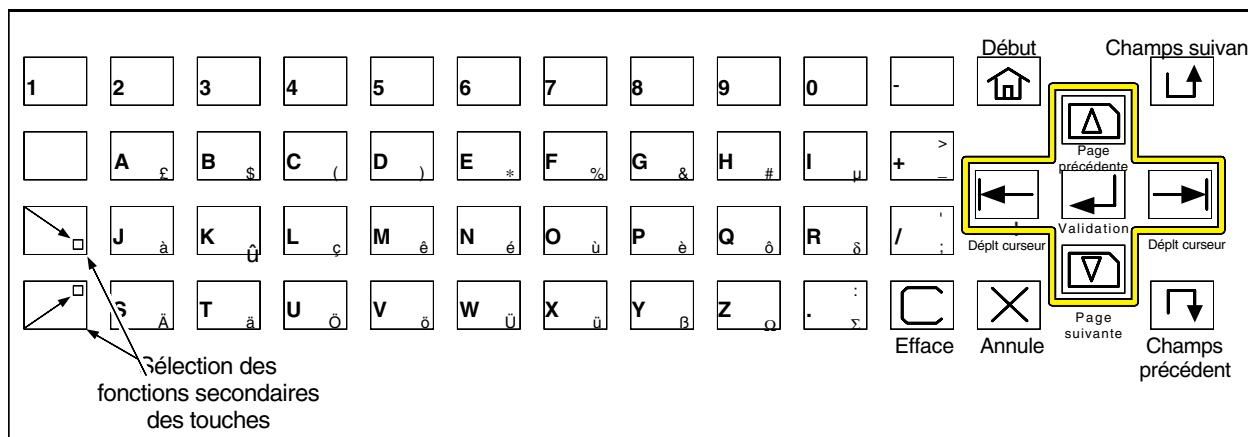 Début Champs suivan
1 2 3 4 5 6 7 8 9 0 -
A £ B $ C ( D ) E * F % G & H # I µ + > _
Page
précédente
J à K û L ç M ê N é O ù P è Q ô R δ / ' ;
Déplt curseur Validation Déplt curseur
S Ä T ä U Ö V ö W Ü X ü Y ß Z Ω . : Σ
Efface Annule
Page
suivante
Champs
précédent
Sélection des
fonctions secondaires
des touches